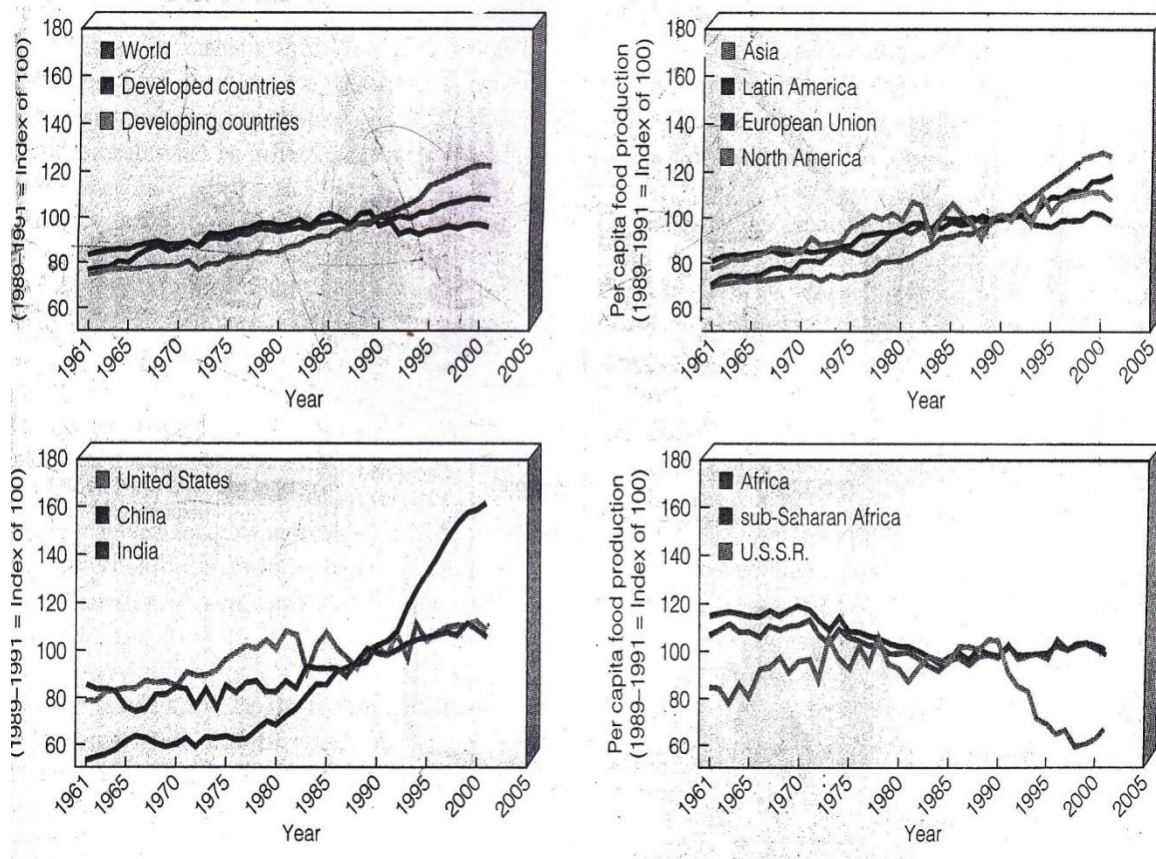 (1989–1991 = Index of 100)
180
160
140
120
100
80
60
World
Developed countries
Developing countries
1961
1965
1970
1975
1980
1985
1990
1995
2000
2005
Year
Per capita food production
(1989–1991 = Index of 100)
180
160
140
120
100
80
60
Asia
Latin America
European Union
North America
1961
1965
1970
1975
1980
1985
1990
1995
2000
2005
Year
(1989–1991 = Index of 100)
180
160
140
120
100
80
60
United States
China
India
1961
1965
1970
1975
1980
1985
1990
1995
2000
2005
Year
Per capita food production
(1989–1991 = Index of 100)
180
160
140
120
100
80
60
Africa
sub-Saharan Africa
U.S.S.R.
1961
1965
1970
1975
1980
1985
1990
1995
2000
2005
Year